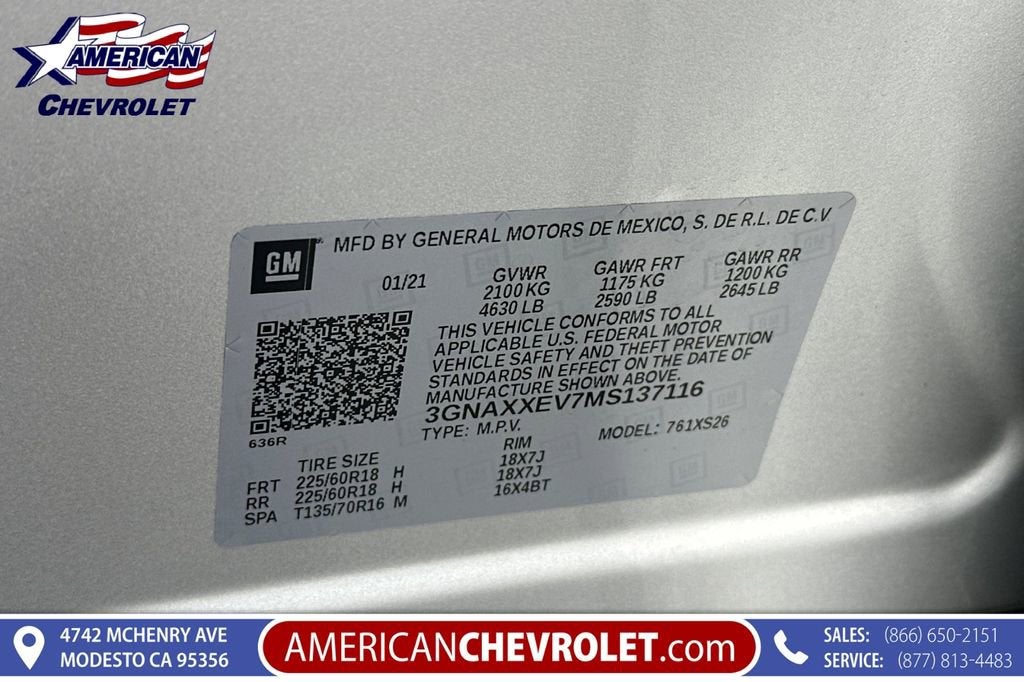 AMERICAN
CHEVROLET
GM
MFD BY GENERAL MOTORS DE MEXICO, S. DE R.L. DE C.V
01/21
GVWR GAWR FRT GAWR RR
2100 KG 1175 KG 1200 KG
4630 LB 2590 LB 2645 LB
THIS VEHICLE CONFORMS TO ALL
APPLICABLE U.S. FEDERAL MOTOR
VEHICLE SAFETY AND THEFT PREVENTION
STANDARDS IN EFFECT ON THE DATE OF
MANUFACTURE SHOWN ABOVE.
3GNAXXEV7MS137116
636R
TYPE: M.P.V. MODEL: 761XS26
TIRE SIZE RIM
FRT 225/60R18 H 18X7J
RR 225/60R18 H 18X7J
SPA T135/70R16 M 16X4BT
4742 MCHENRY AVE
MODESTO CA 95356
AMERICANCHEVROLET.com
SALES: (866) 650-2151
SERVICE: (877) 813-4483